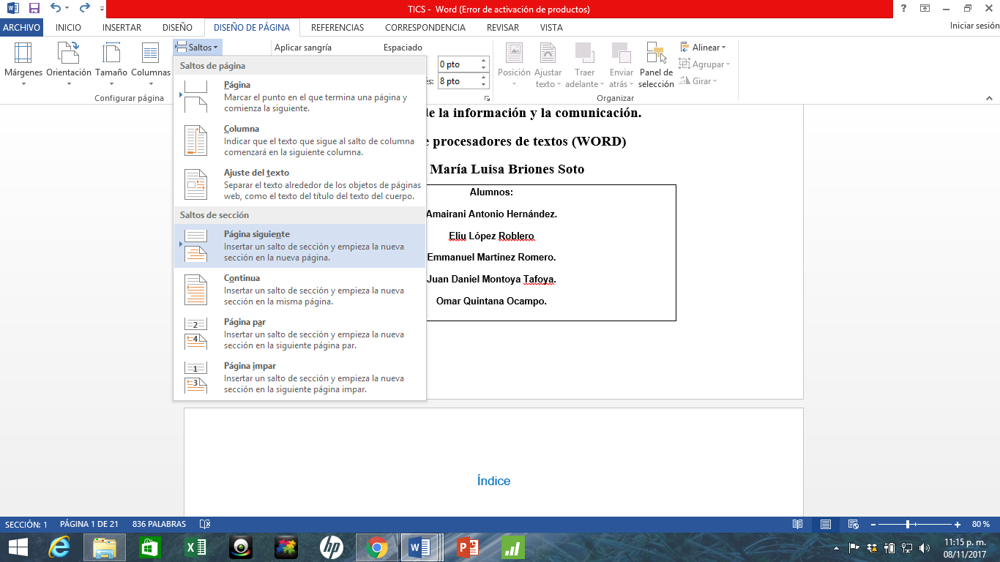 TICS - Word (Error de activación de productos)
ARCHIVO INICIO INSERTAR DISEÑO DISEÑO DE PÁGINA REFERENCIAS CORRESPONDENCIA REVISAR VISTA Iniciar sesión
Saltos Aplicar sangría Espaciado
Márgenes Orientación Tamaño Columnas
0 pto
8 pto
Posición Ajustar texto Traer adelante Enviar atrás Panel de selección
Alinear
Agrupar
Girar
Configurar página Organizar
Saltos de página
Página
Marcar el punto en el que termina una página y
comienza la siguiente.
Columna
Indicar que el texto que sigue al salto de columna
comenzará en la siguiente columna.
Ajuste del texto
Separar el texto alrededor de los objetos de páginas
web, como el texto del título del texto del cuerpo.
Saltos de sección
Página siguiente
Insertar un salto de sección y empieza la nueva
sección en la nueva página.
Continua
Insertar un salto de sección y empieza la nueva
sección en la misma página.
Página par
Insertar un salto de sección y empieza la nueva
sección en la siguiente página par.
Página impar
Insertar un salto de sección y empieza la nueva
sección en la siguiente página impar.
de la información y la comunicación.
procesadores de textos (WORD)
María Luisa Briones Soto
Alumnos:
Amairani Antonio Hernández.
Eliu López Roblero
Emmanuel Martínez Romero.
Juan Daniel Montoya Tafoya.
Omar Quintana Ocampo.
Índice
SECCIÓN: 1 PÁGINA 1 DE 21 836 PALABRAS 80 %
11:15 p. m.
08/11/2017